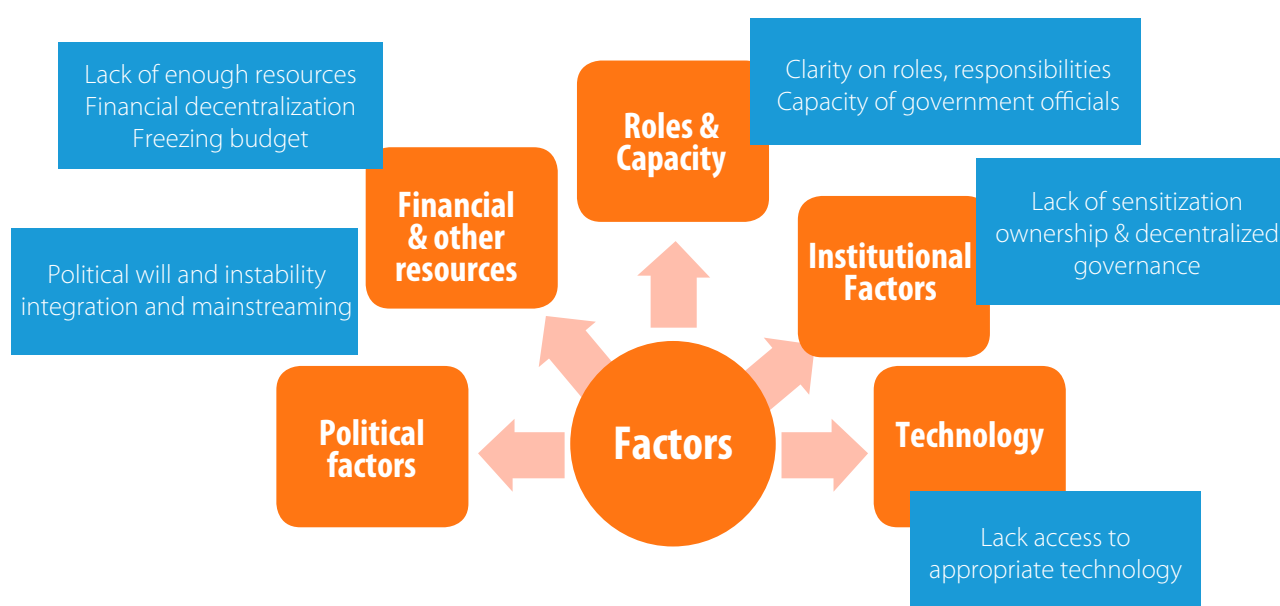 Lack of enough resources
Financial decentralization
Freezing budget
Clarity on roles, responsibilities
Capacity of government officials
Roles &
Capacity
Financial
& other
resources
Lack of sensitization
ownership & decentralized
governance
Institutional
Factors
Political will and instability
integration and mainstreaming
Political
factors
Factors
Technology
Lack access to
appropriate technology